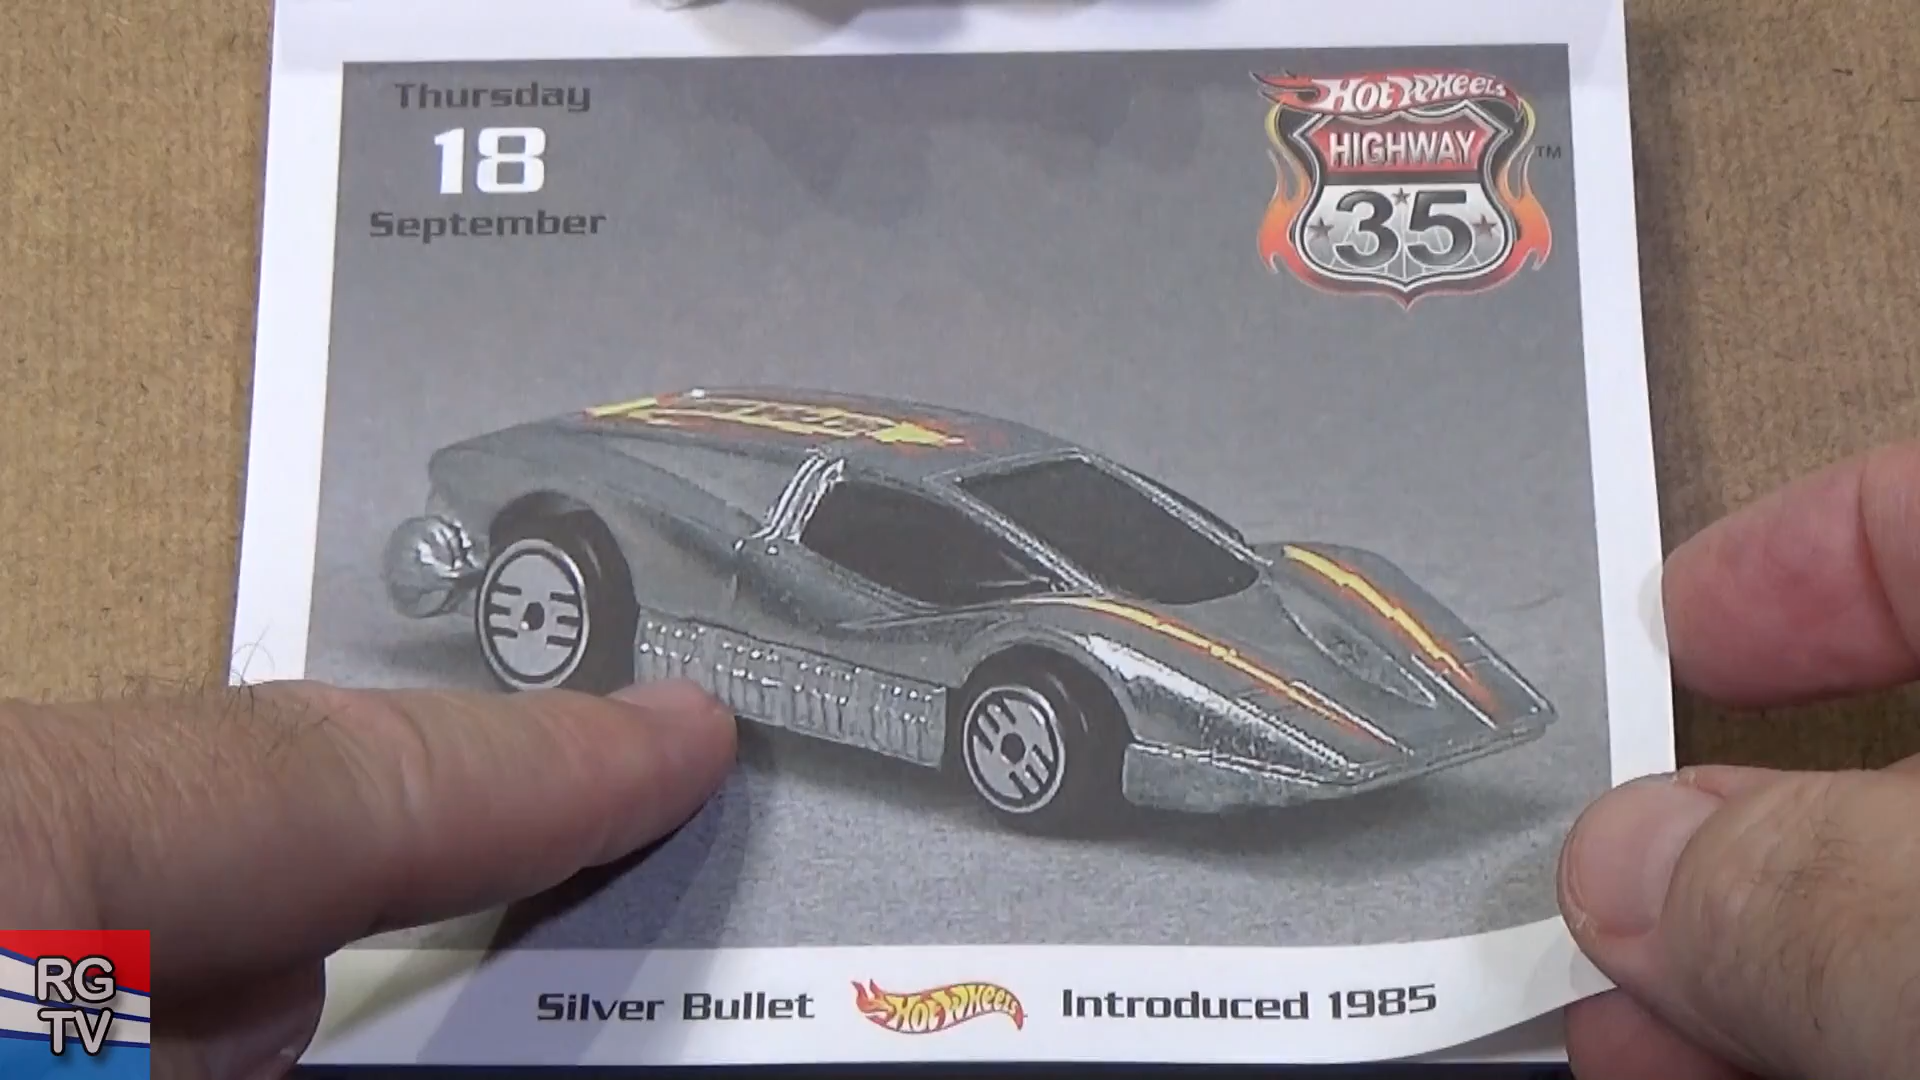 Thursday
18
September
Hot Wheels
HIGHWAY
35
TM
Silver Bullet
Hot Wheels
Introduced 1985
RG
TV